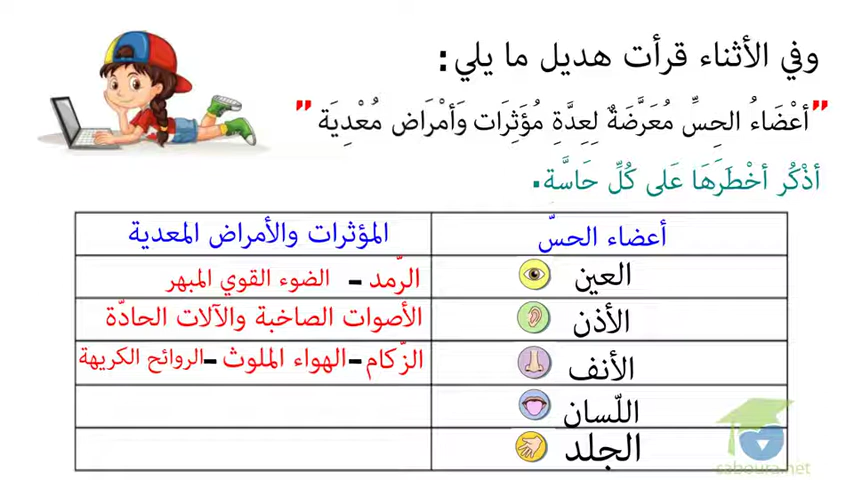 وفي الأثناء قرأت هديل ما يلي :
"أعْضَاءُ الحِسِّ مُعَرَّضَةٌ لِعِدَّةِ مُؤَثِرَات وَأمْرَاض مُعْدِيَة "
أذْكُر أخْطَرَهَا عَلى كُلِّ حَاسَّة.
أعضاء الحسّ المؤثرات والأمراض المعدية
العين الرّمد - الضوء القوي المبهر
الأذن الأصوات الصاخبة والآلات الحادّة
الأنف الزّكام-الهواء الملوث-الروائح الكريهة
اللّسان
الجلد
saboura.net